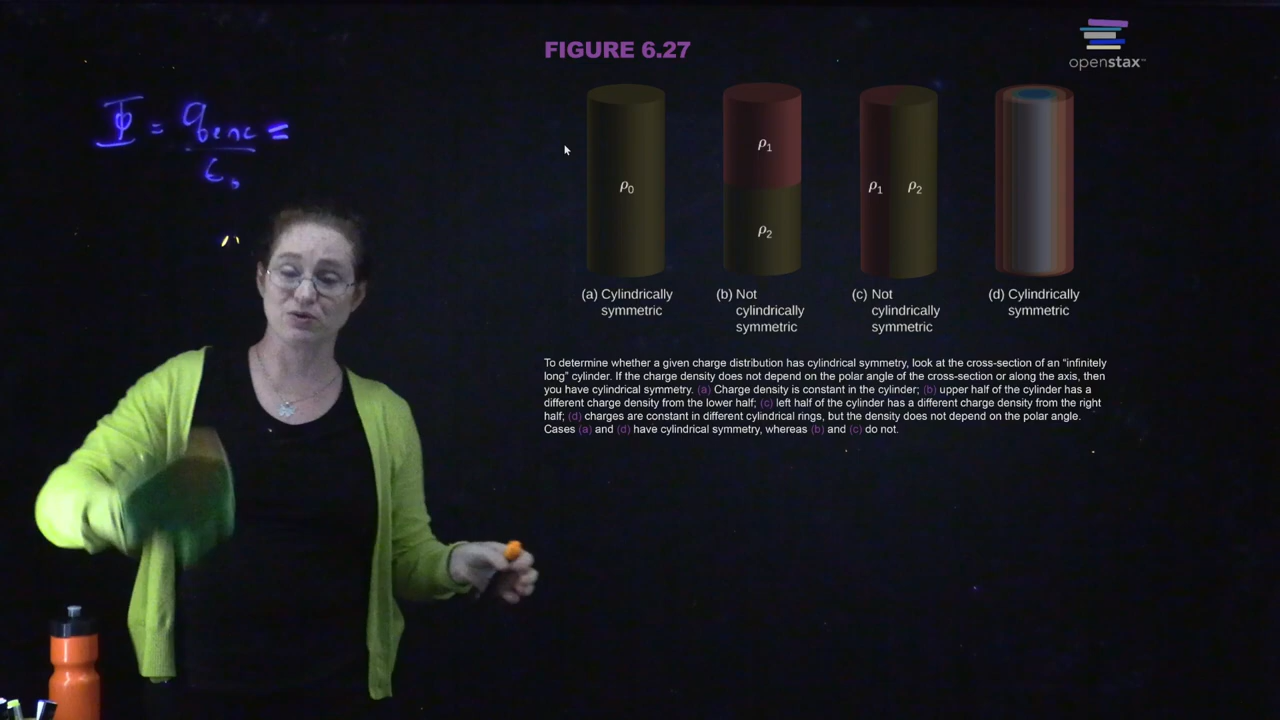 Φ = qenc =
ε₀
FIGURE 6.27
openstax™
ρ0
ρ1
ρ2
ρ1 ρ2
(a) Cylindrically
symmetric
(b) Not
cylindrically
symmetric
(c) Not
cylindrically
symmetric
(d) Cylindrically
symmetric
To determine whether a given charge distribution has cylindrical symmetry, look at the cross-section of an “infinitely
long” cylinder. If the charge density does not depend on the polar angle of the cross-section or along the axis, then
you have cylindrical symmetry. (a) Charge density is constant in the cylinder; (b) upper half of the cylinder has a
different charge density from the lower half; (c) left half of the cylinder has a different charge density from the right
half; (d) charges are constant in different cylindrical rings, but the density does not depend on the polar angle.
Cases (a) and (d) have cylindrical symmetry, whereas (b) and (c) do not.